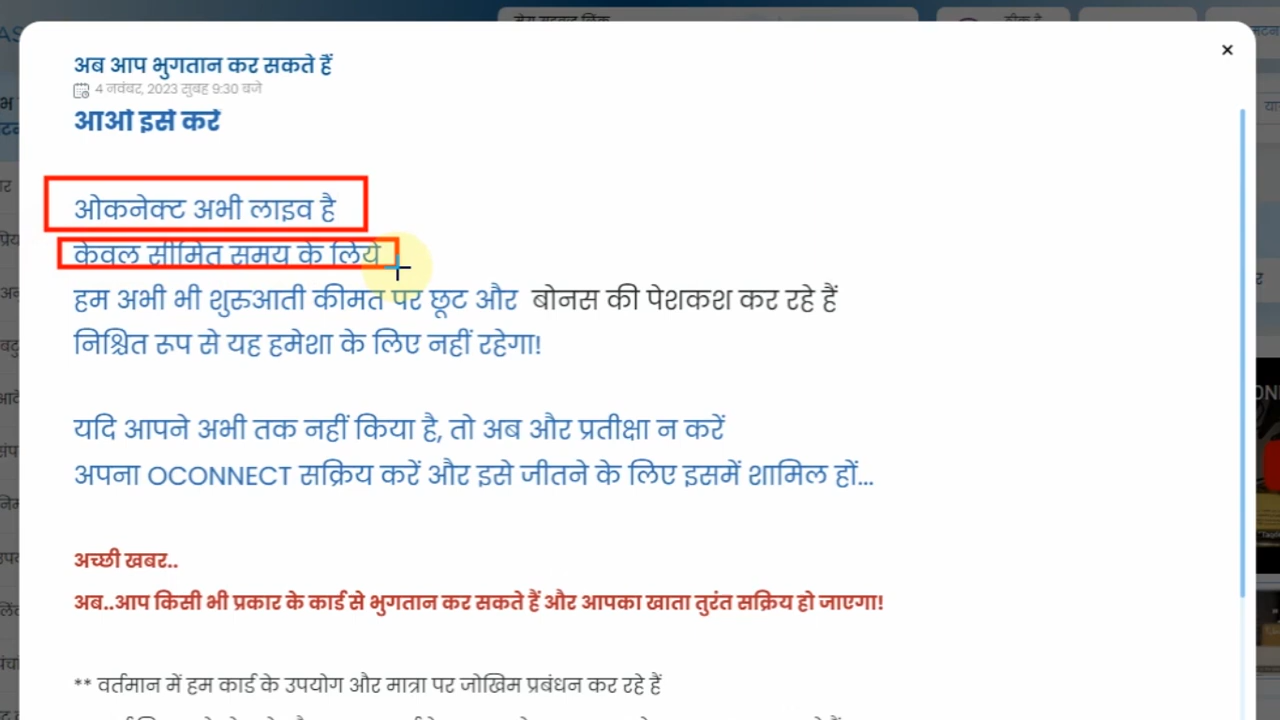 अब आप भुगतान कर सकते हैं
4 नवंबर, 2023 सुबह 9:30 बजे
आओ इसे करें
ओकनेक्ट अभी लाइव है
केवल सीमित समय के लिये
हम अभी भी शुरुआती कीमत पर छूट और बोनस की पेशकश कर रहे हैं
निश्चित रूप से यह हमेशा के लिए नहीं रहेगा!
यदि आपने अभी तक नहीं किया है, तो अब और प्रतीक्षा न करें
अपना OCONNECT सक्रिय करें और इसे जीतने के लिए इसमें शामिल हों...
अच्छी खबर..
अब..आप किसी भी प्रकार के कार्ड से भुगतान कर सकते हैं और आपका खाता तुरंत सक्रिय हो जाएगा!
** वर्तमान में हम कार्ड के उपयोग और मात्रा पर जोखिम प्रबंधन कर रहे हैं